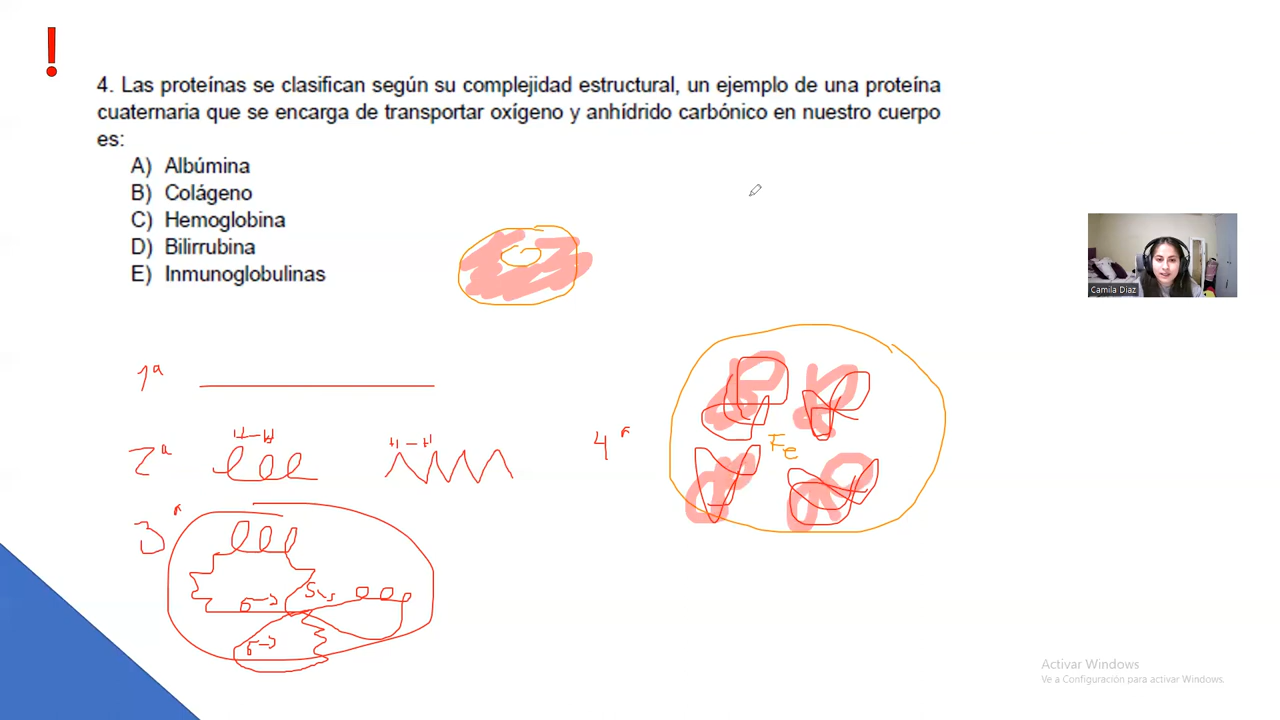 !
4. Las proteínas se clasifican según su complejidad estructural, un ejemplo de una proteína
cuaternaria que se encarga de transportar oxígeno y anhídrido carbónico en nuestro cuerpo
es:
A) Albúmina
B) Colágeno
C) Hemoglobina
D) Bilirrubina
E) Inmunoglobulinas
Camila Diaz
1ª
H-H
H-H
2ª
4ª
Fe
3ª
Activar Windows
Ve a Configuración para activar Windows.